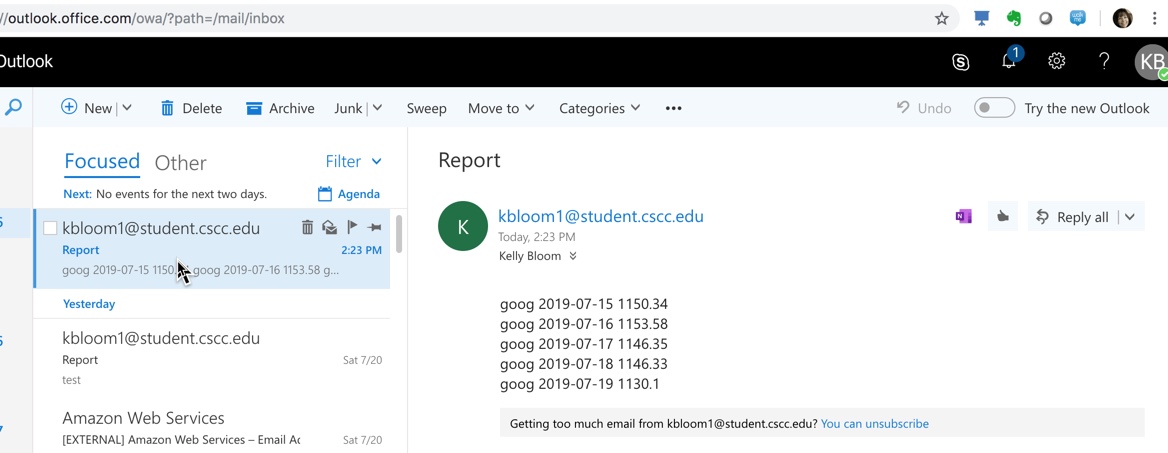 //outlook.office.com/owa/?path=/mail/inbox
Outlook
1
KB
New
Delete
Archive
Junk
Sweep
Move to
Categories
•••
Undo
Try the new Outlook
Focused
Other
Filter
Next: No events for the next two days.
Agenda
kbloom1@student.cscc.edu
Report
2:23 PM
goog 2019-07-15 1150. goog 2019-07-16 1153.58 g...
Yesterday
kbloom1@student.cscc.edu
Report
Sat 7/20
test
Amazon Web Services
[EXTERNAL] Amazon Web Services – Email Ac
Sat 7/20
Report
K
kbloom1@student.cscc.edu
Today, 2:23 PM
Kelly Bloom
Reply all
goog 2019-07-15 1150.34
goog 2019-07-16 1153.58
goog 2019-07-17 1146.35
goog 2019-07-18 1146.33
goog 2019-07-19 1130.1
Getting too much email from kbloom1@student.cscc.edu? You can unsubscribe